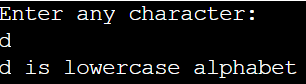 Enter any character:
d
d is lowercase alphabet